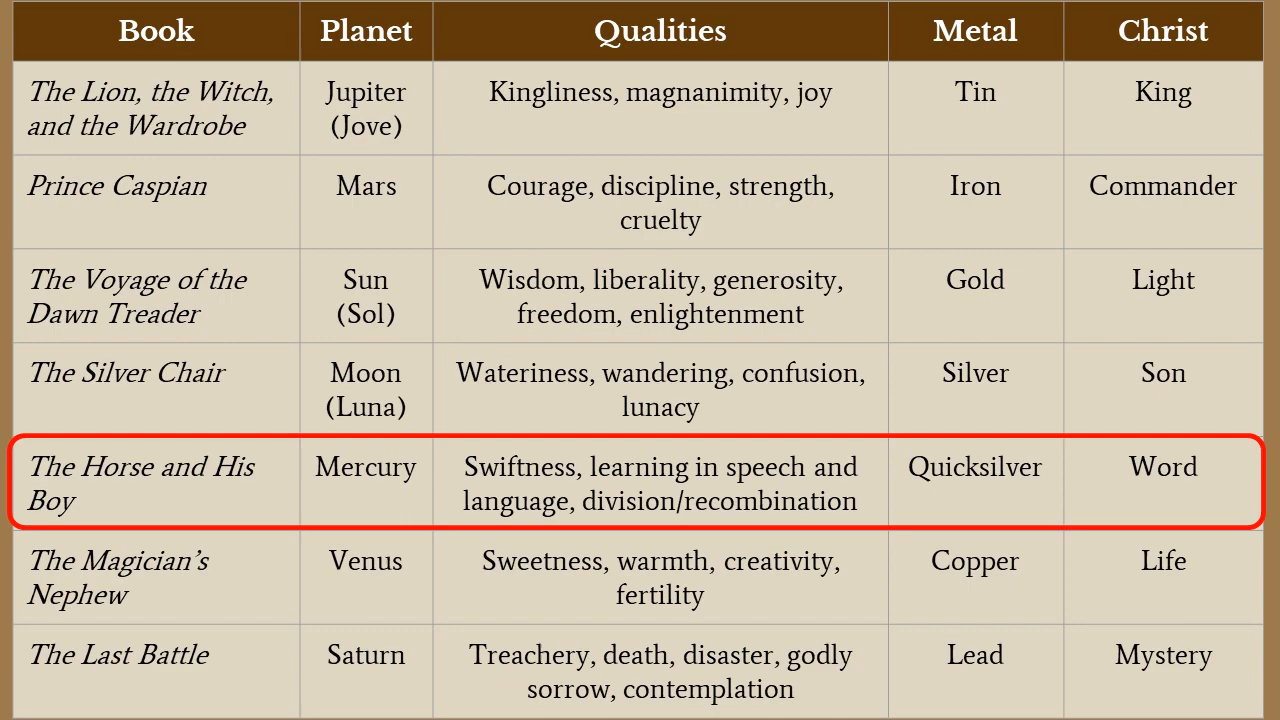 Book Planet Qualities Metal Christ
The Lion, the Witch, Jupiter Kingliness, magnanimity, joy Tin King
and the Wardrobe (Jove)
Prince Caspian Mars Courage, discipline, strength, Iron Commander
cruelty
The Voyage of the Sun Wisdom, liberality, generosity, Gold Light
Dawn Treader (Sol) freedom, enlightenment
The Silver Chair Moon Wateriness, wandering, confusion, Silver Son
(Luna) lunacy
The Horse and His Mercury Swiftness, learning in speech and Quicksilver Word
Boy language, division/recombination
The Magician’s Venus Sweetness, warmth, creativity, Copper Life
Nephew fertility
The Last Battle Saturn Treachery, death, disaster, godly Lead Mystery
sorrow, contemplation